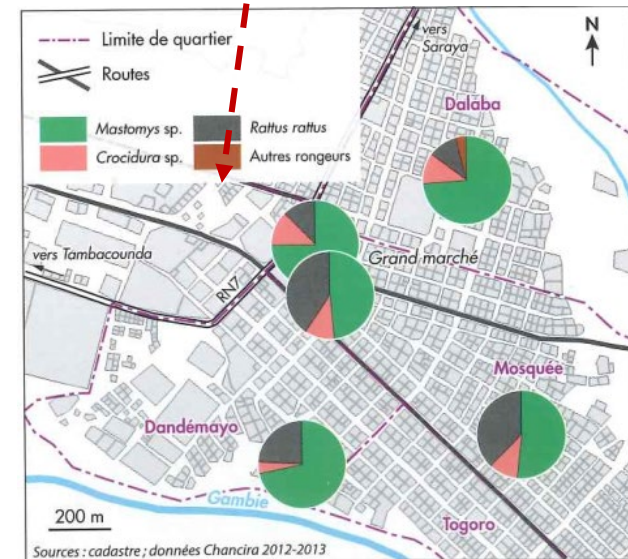 Limite de quartier
Routes
Mastomys sp.
Rattus rattus
Crocidura sp.
Autres rongeurs
vers
Saraya
N
Dalaba
vers Tambacounda
RN7
Grand marché
Mosquée
Dandémayo
Gambie
200 m
Togoro
Sources : cadastre ; données Chancira 2012-2013